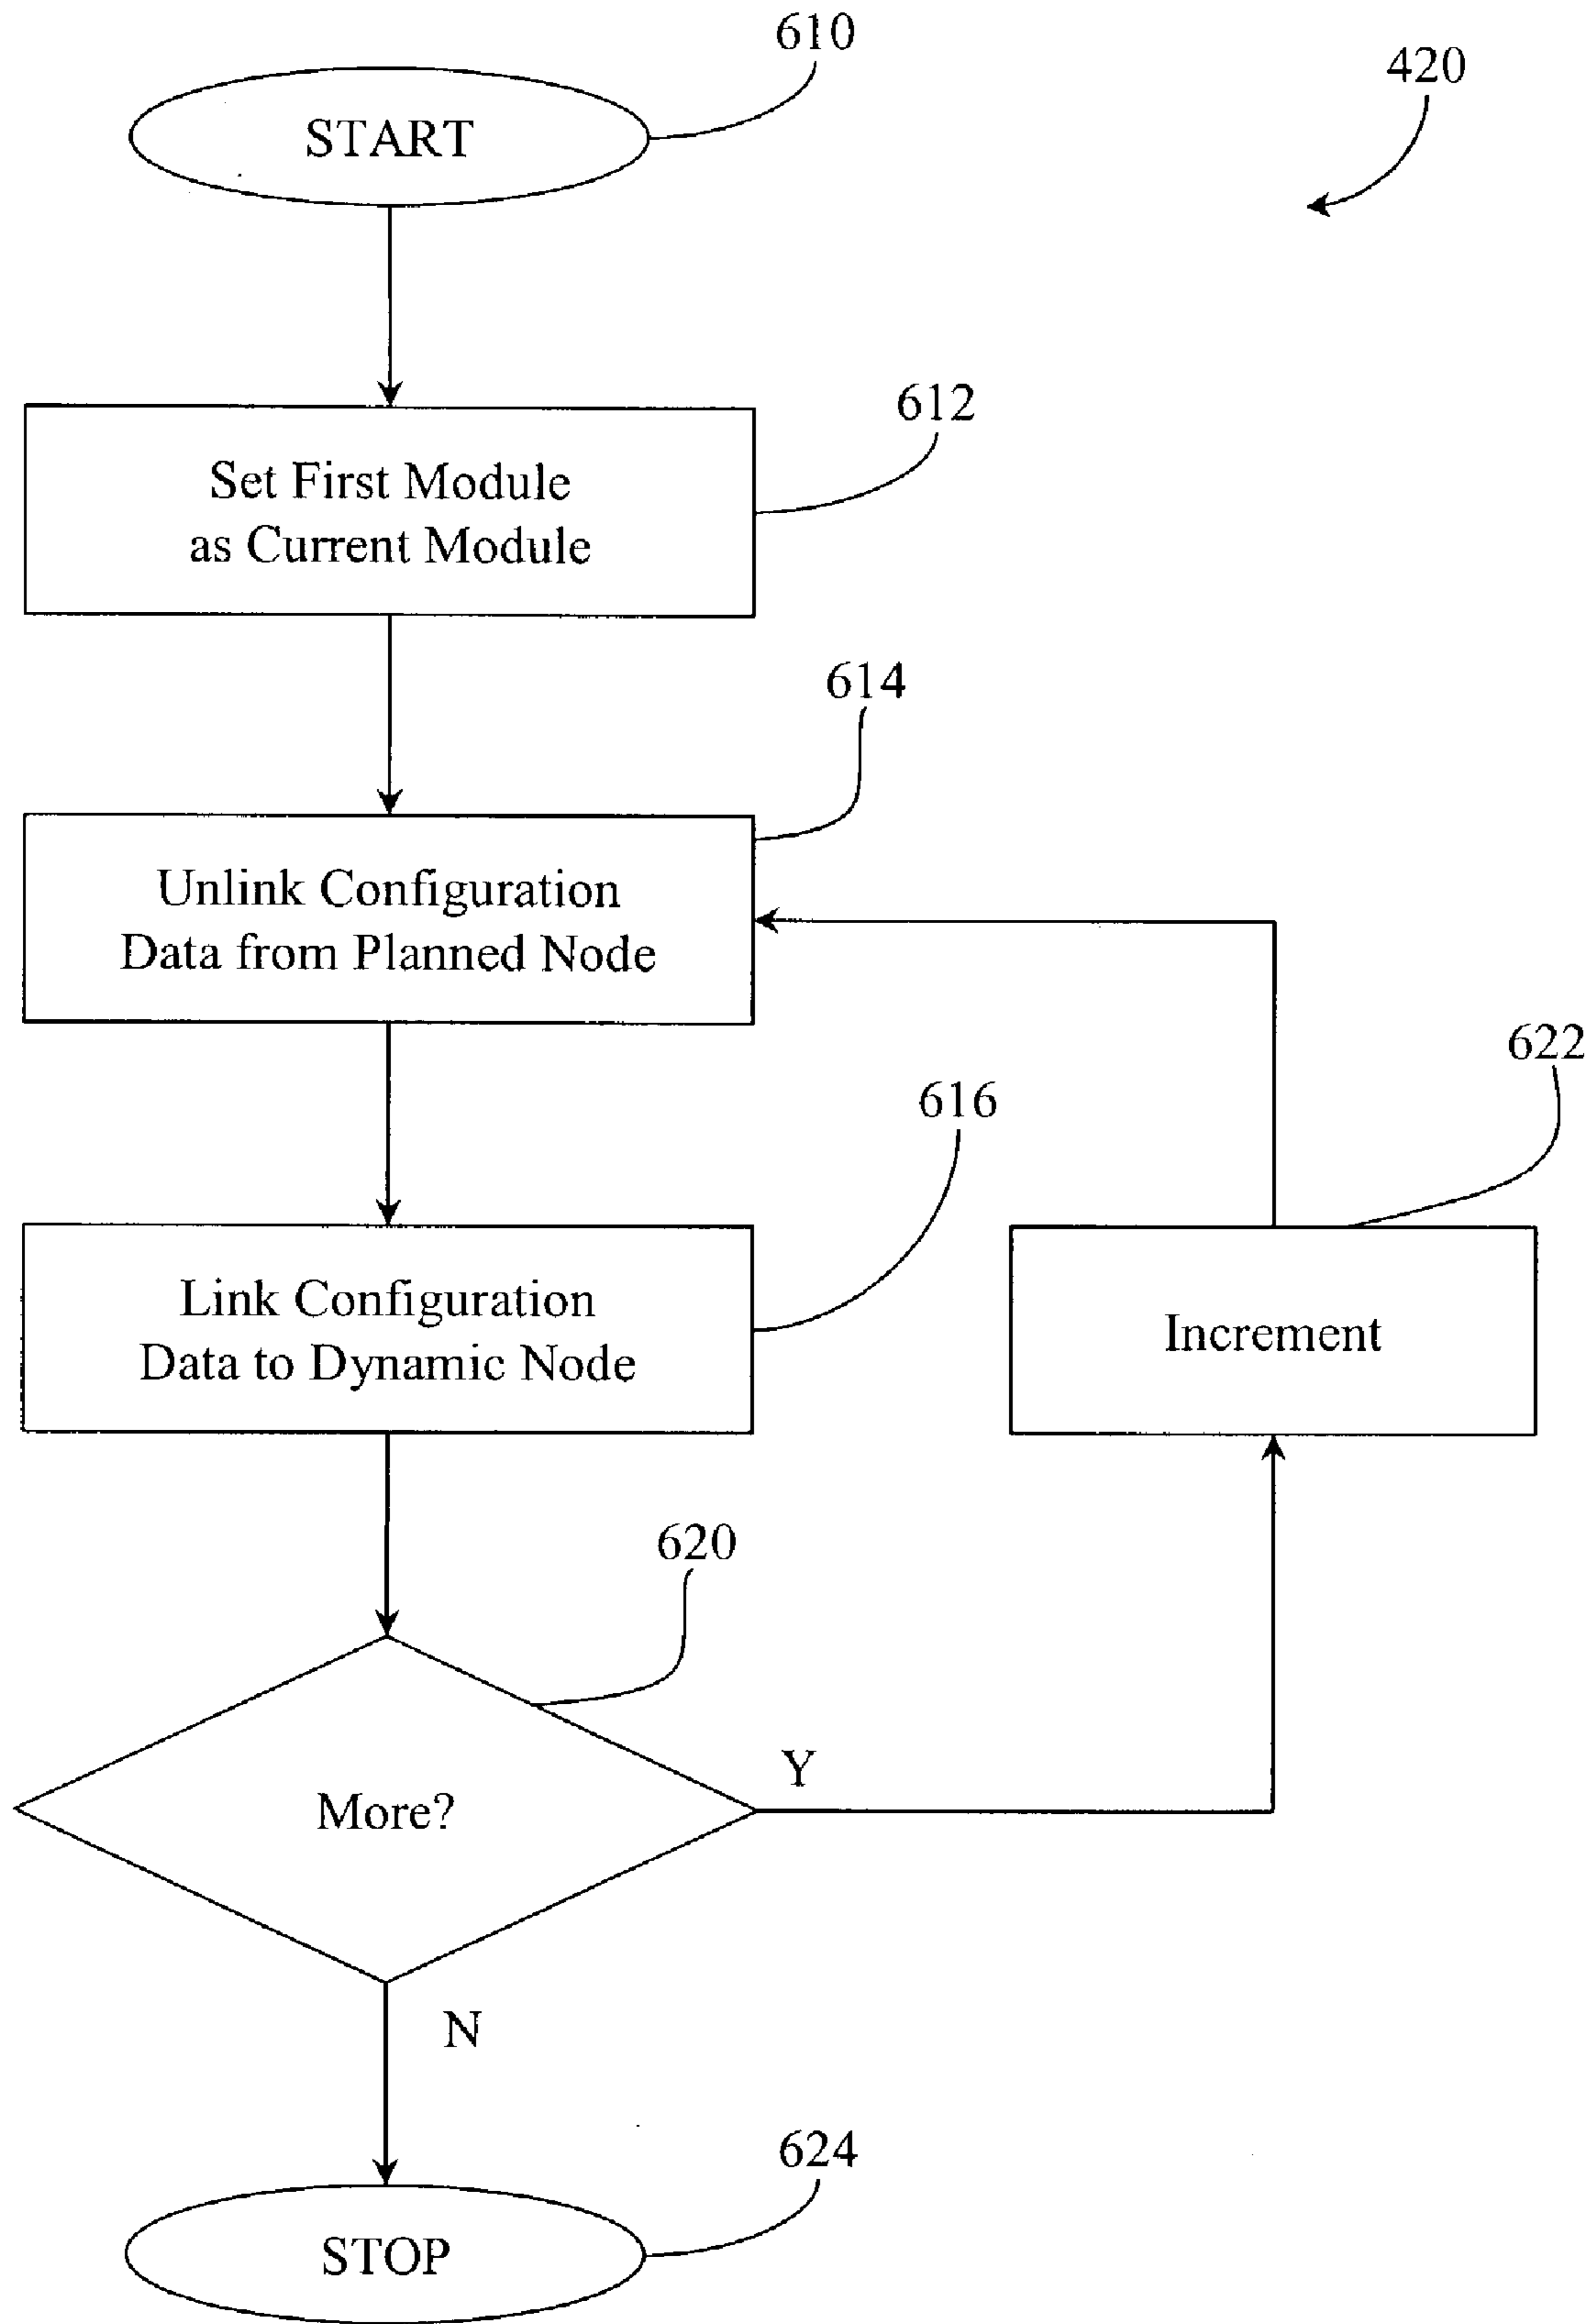 610
420
START
612
Set First Module
as Current Module
614
Unlink Configuration
Data from Planned Node
622
616
Link Configuration
Data to Dynamic Node
Increment
620
Y
More?
N
624
STOP